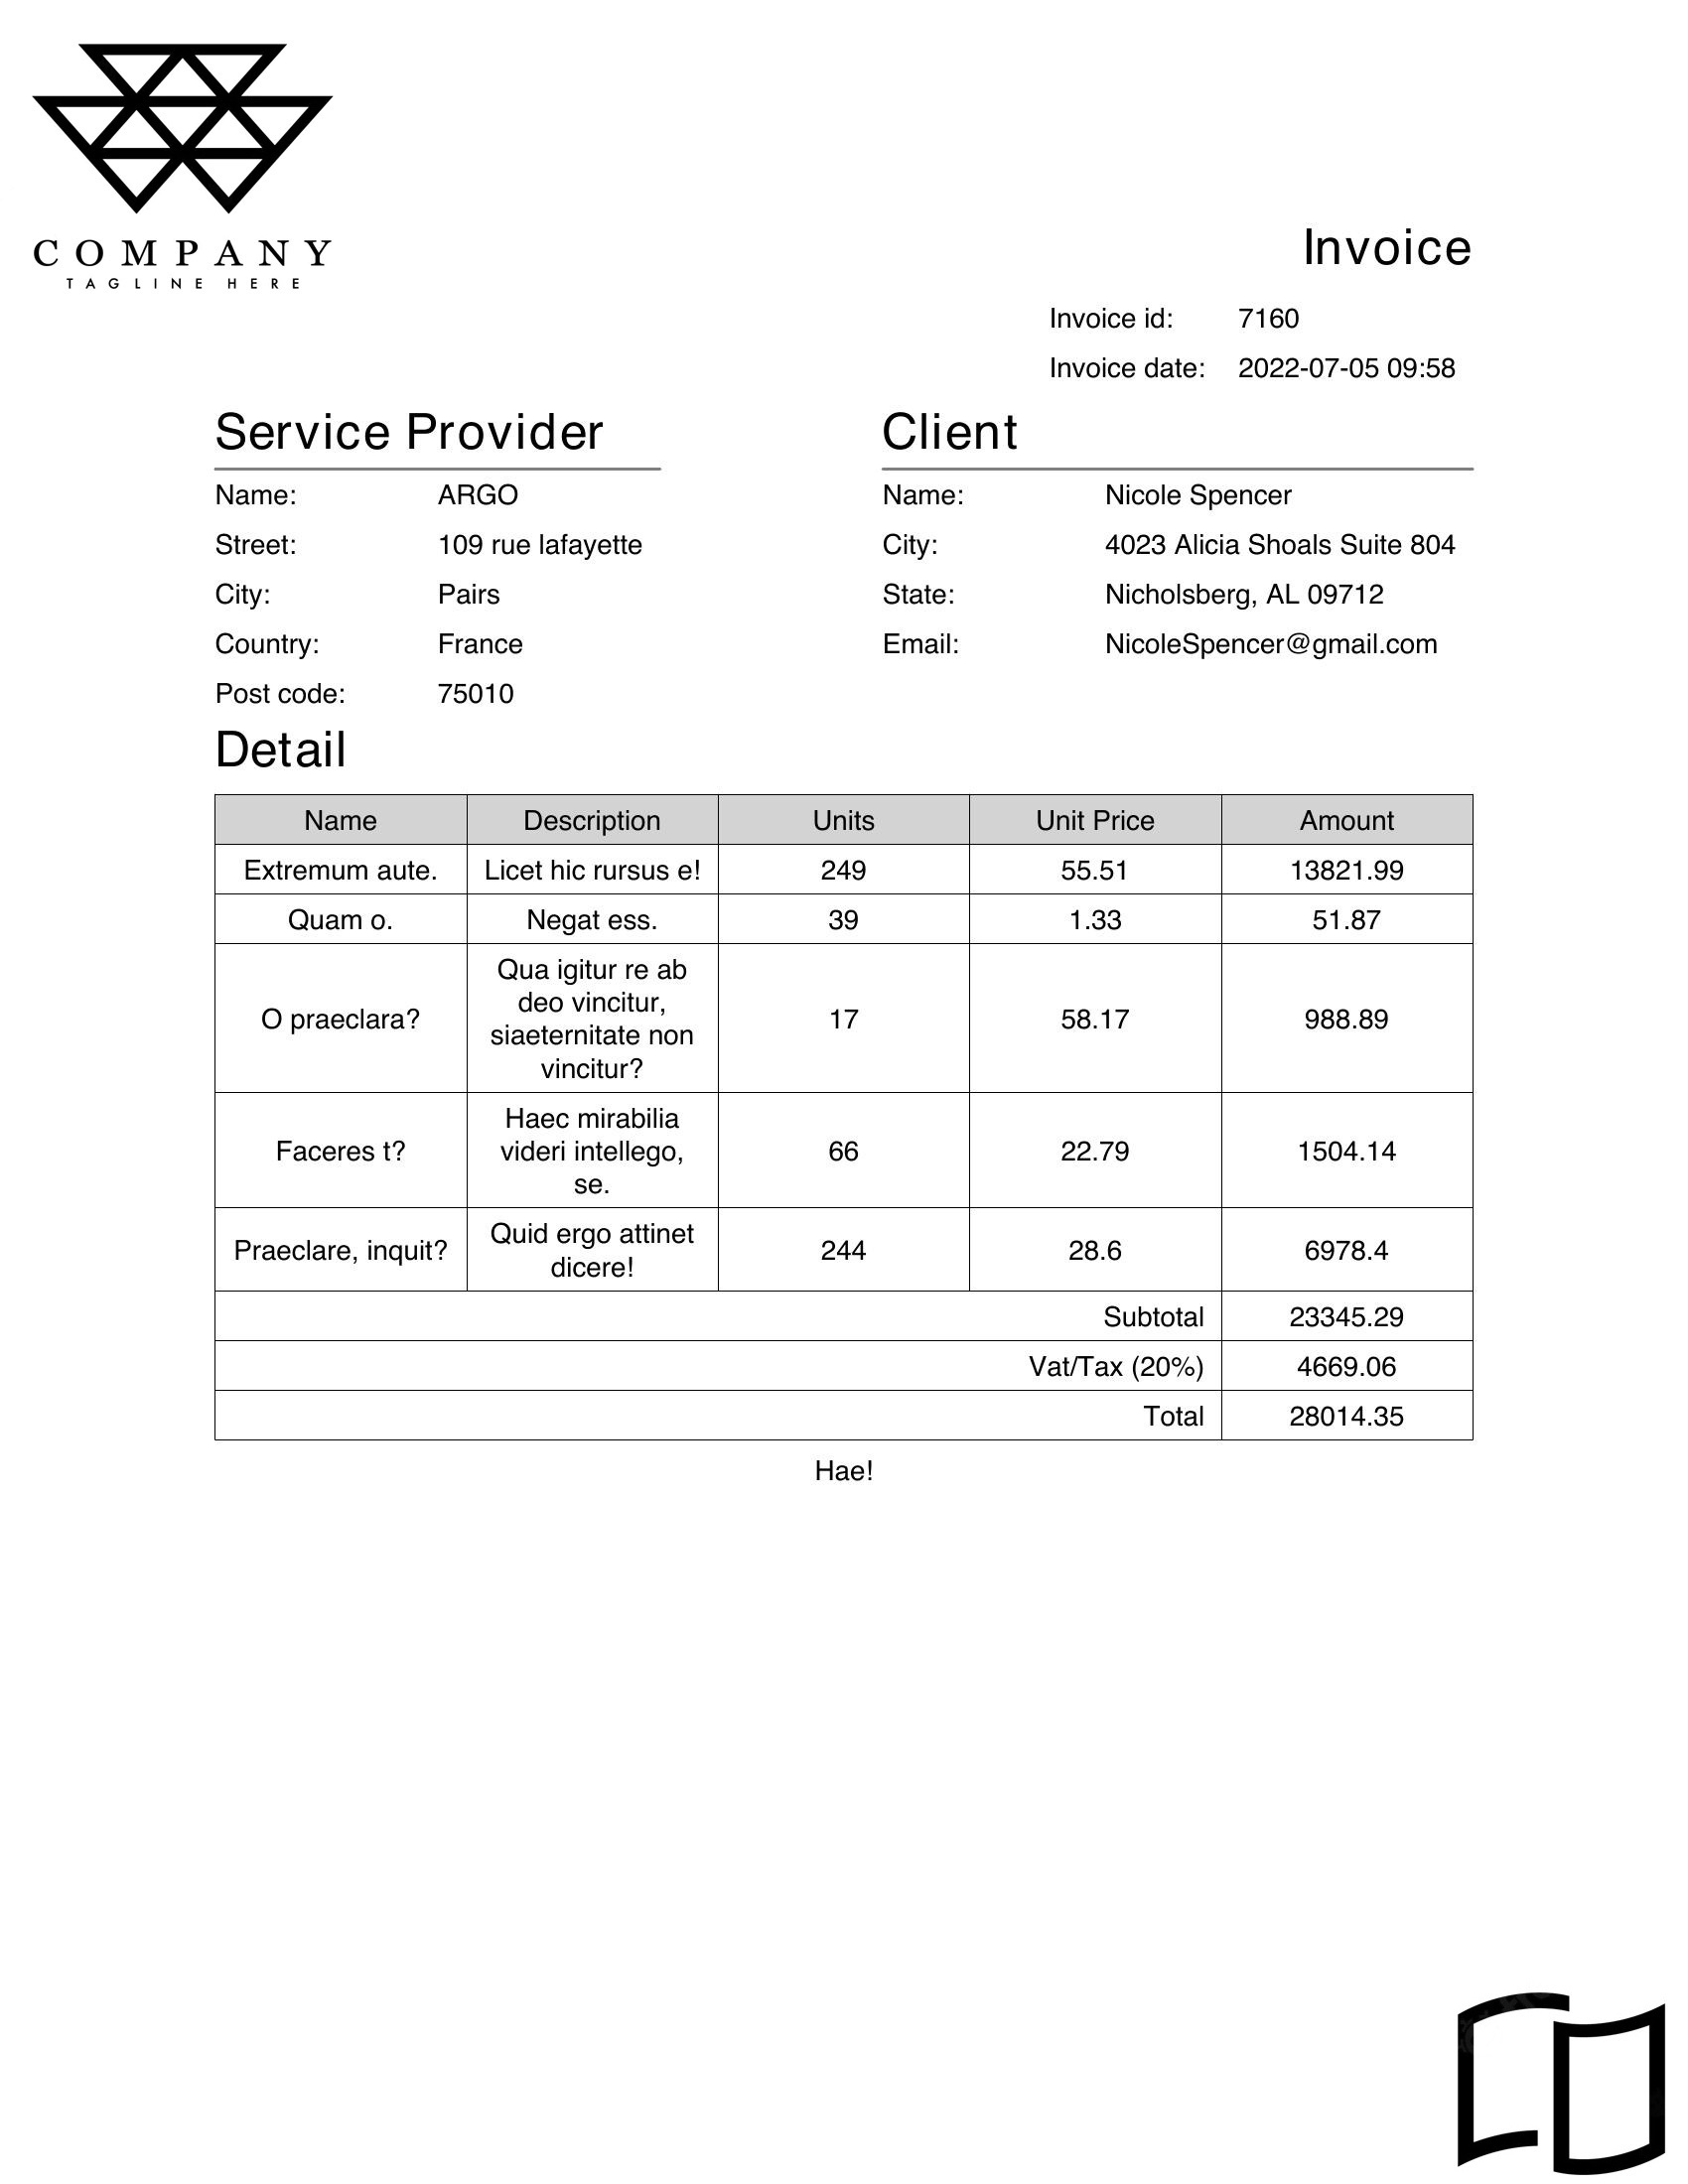 COMPANY
TAGLINE HERE
Invoice
Invoice id: 7160
Invoice date: 2022-07-05 09:58
Service Provider
Name: ARGO
Street: 109 rue lafayette
City: Pairs
Country: France
Post code: 75010
Client
Name: Nicole Spencer
City: 4023 Alicia Shoals Suite 804
State: Nicholsberg, AL 09712
Email: NicoleSpencer@gmail.com
Detail
Name Description Units Unit Price Amount
Extremum aute. Licet hic rursus e! 249 55.51 13821.99
Quam o. Negat ess. 39 1.33 51.87
O praeclara? Qua igitur re ab
deo vincitur,
siaeternitate non
vincitur? 17 58.17 988.89
Faceres t? Haec mirabilia
videri intellego,
se. 66 22.79 1504.14
Praeclare, inquit? Quid ergo attinet
dicere! 244 28.6 6978.4
Subtotal 23345.29
Vat/Tax (20%) 4669.06
Total 28014.35
Hae!